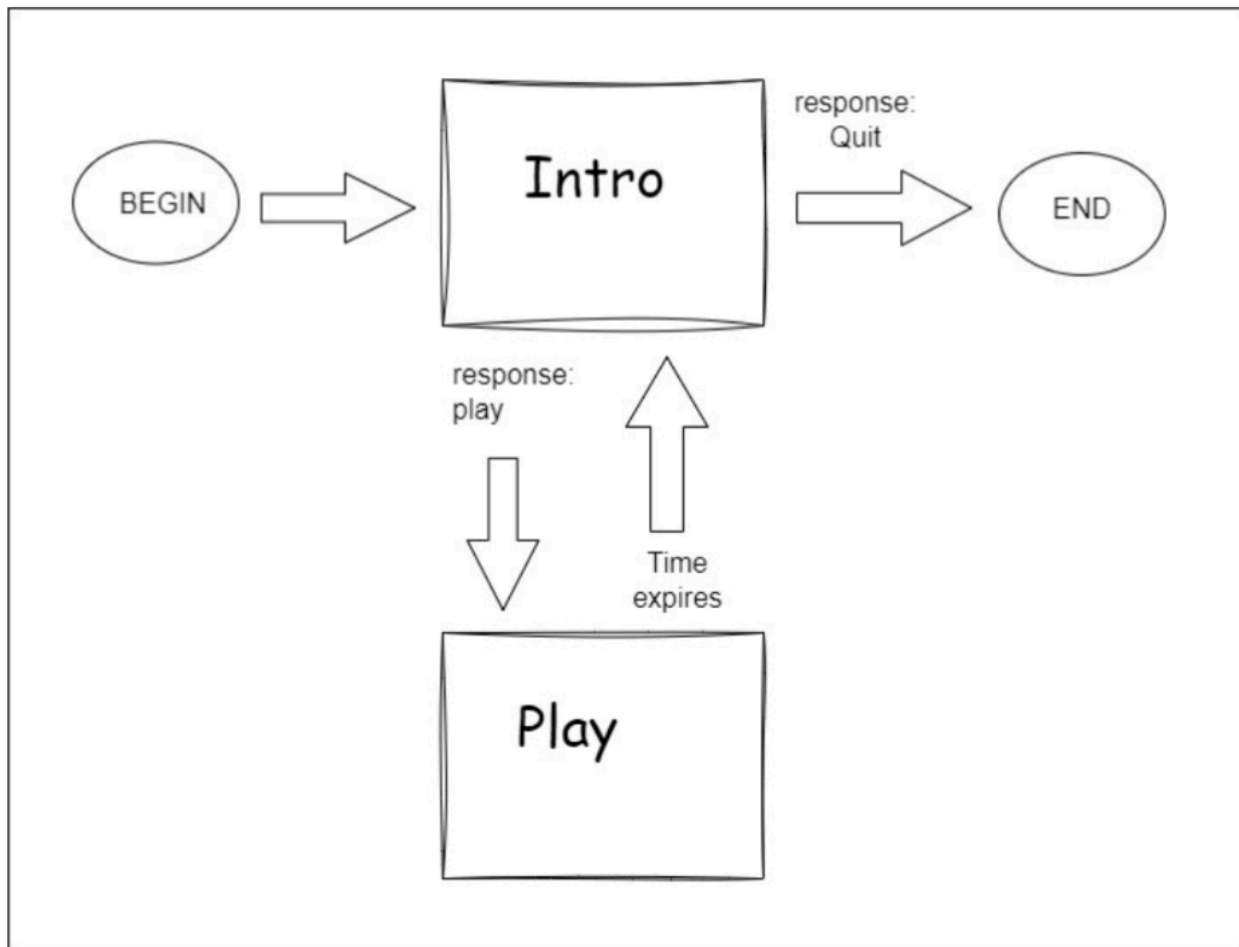 response:
Quit
BEGIN
Intro
END
response:
play
Time
expires
Play